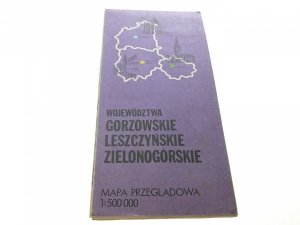 WOJEWÓDZTWA
GORZOWSKIE
LESZCZYŃSKIE
ZIELONOGÓRSKIE
MAPA PRZEGLĄDOWA
1:500 000